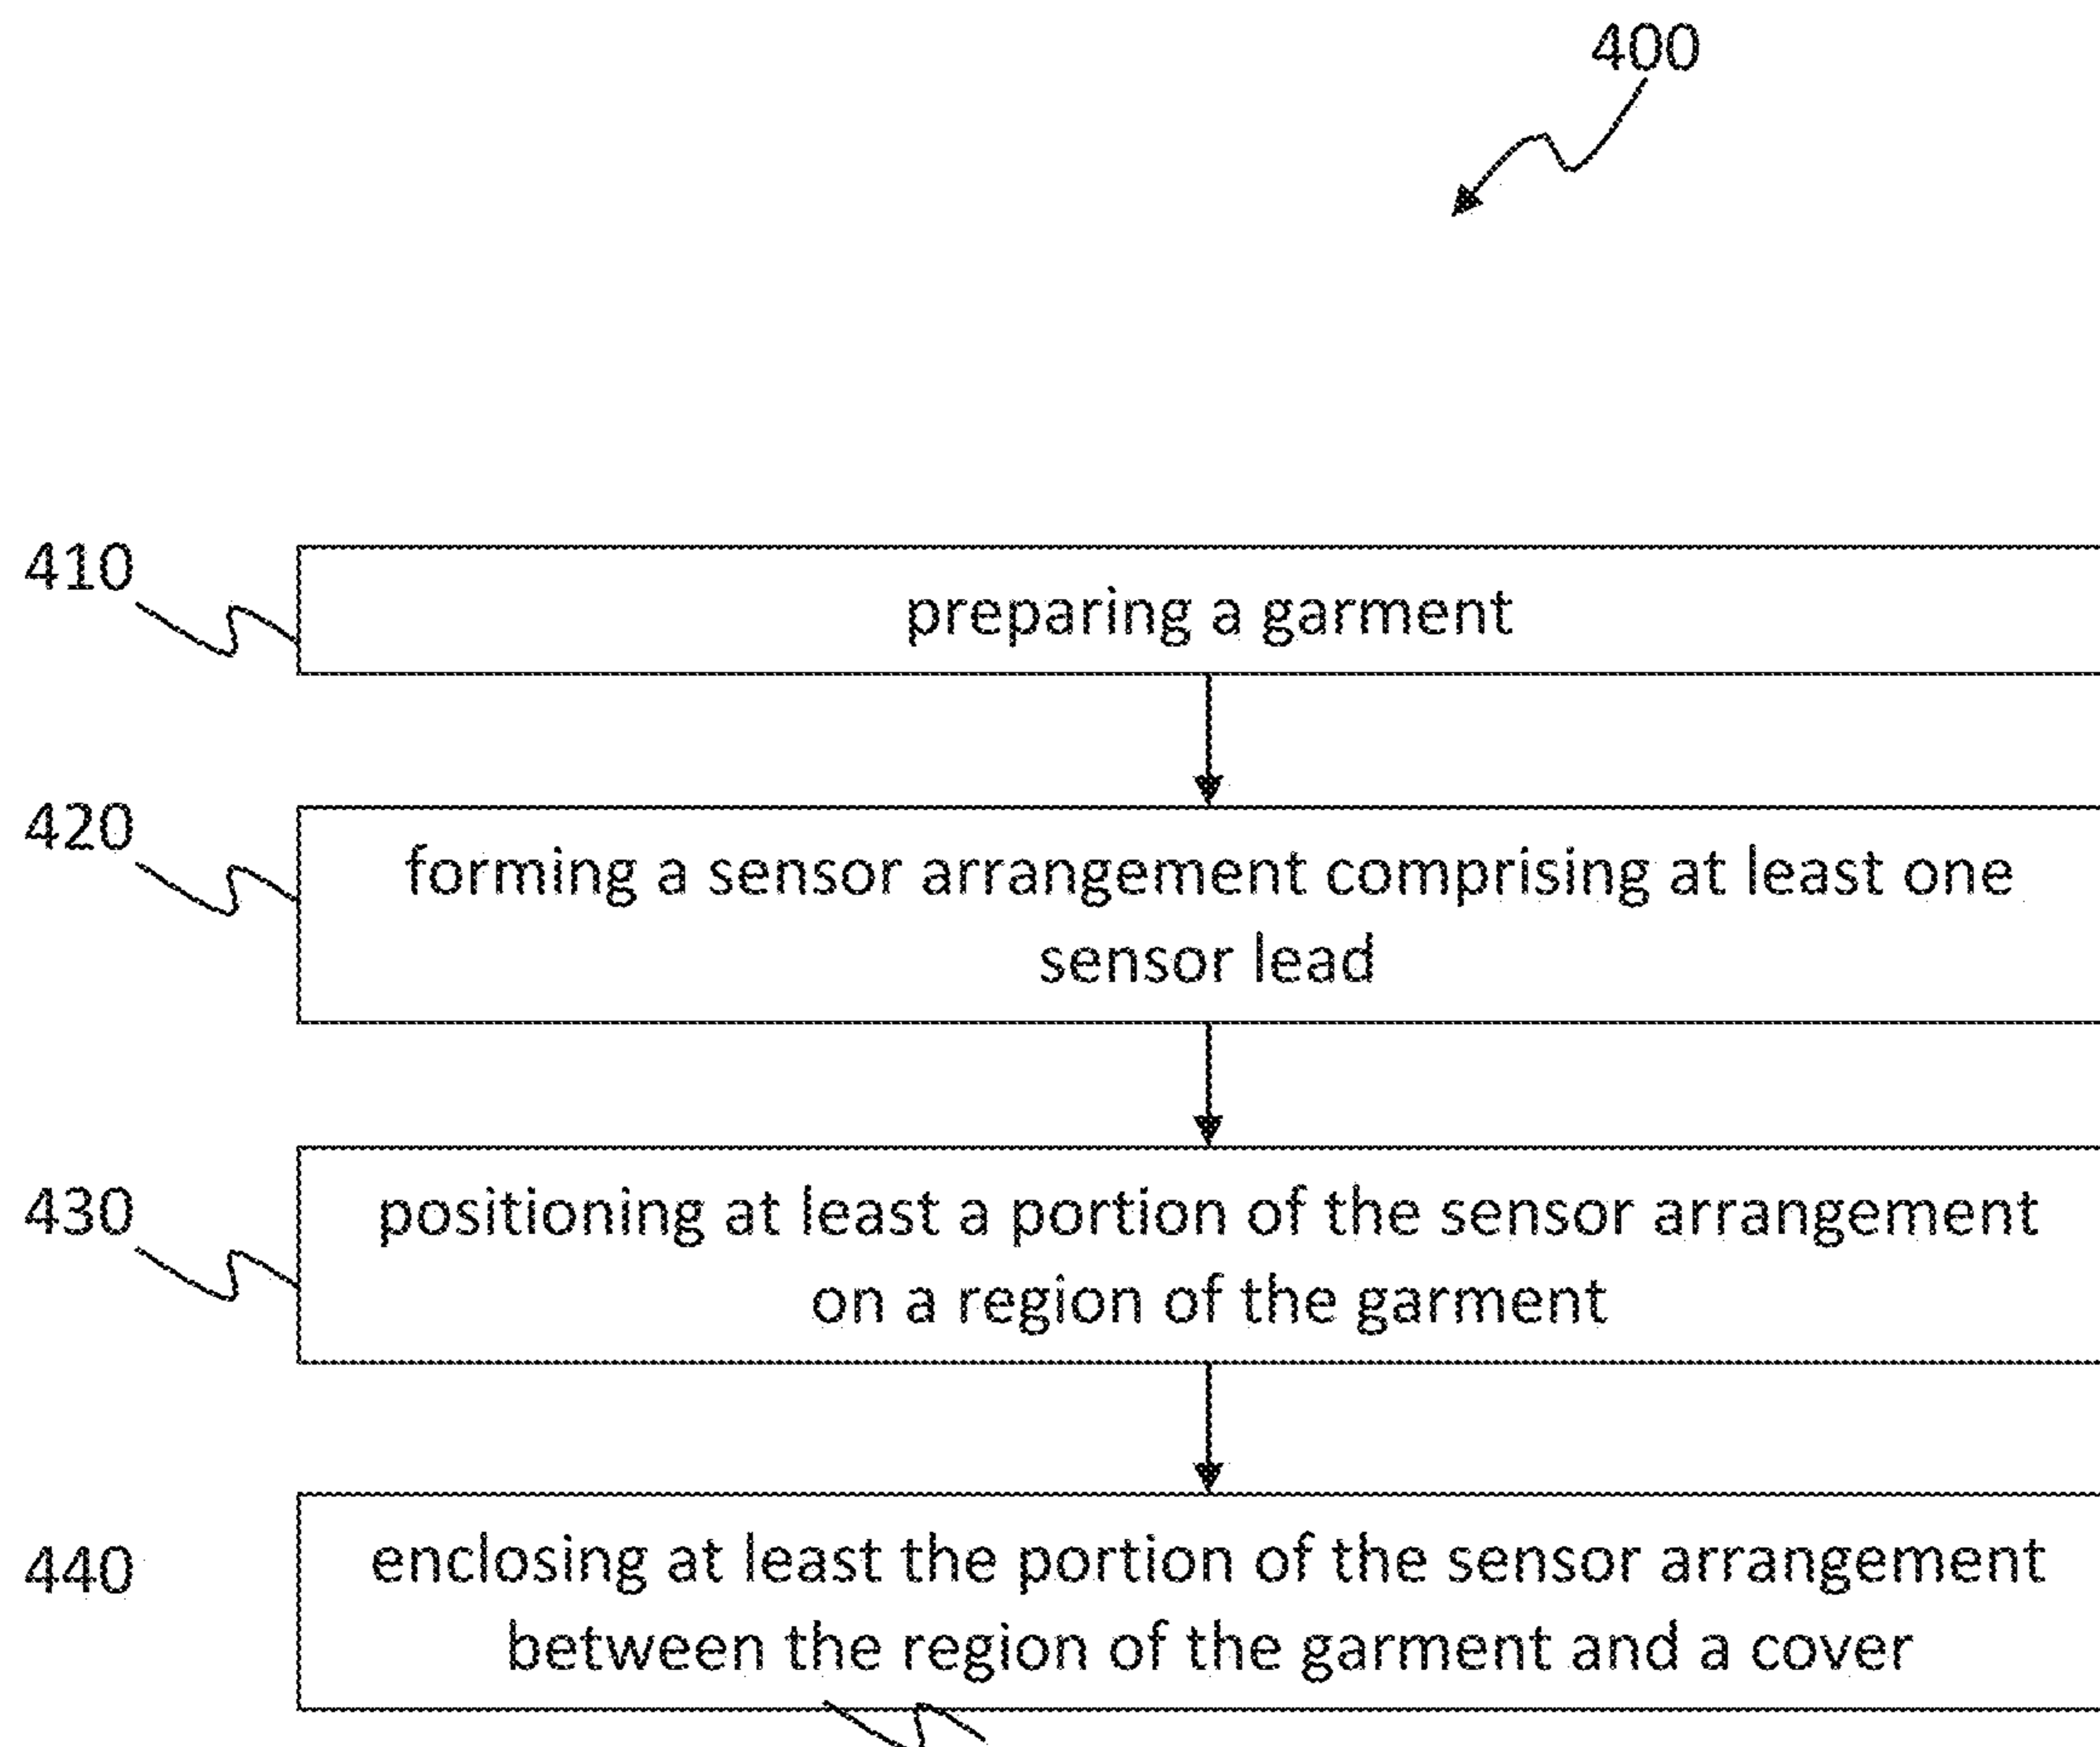 400
410
preparing a garment
420
forming a sensor arrangement comprising at least one
sensor lead
430
positioning at least a portion of the sensor arrangement
on a region of the garment
440
enclosing at least the portion of the sensor arrangement
between the region of the garment and a cover